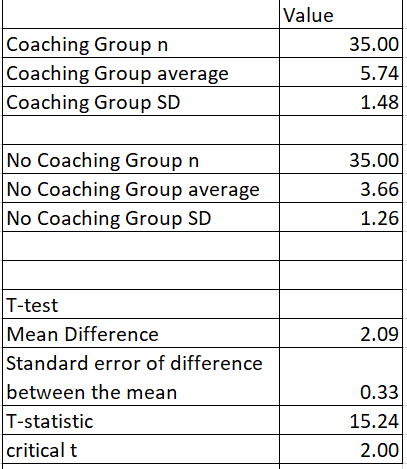 Value
Coaching Group n 35.00
Coaching Group average 5.74
Coaching Group SD 1.48
No Coaching Group n 35.00
No Coaching Group average 3.66
No Coaching Group SD 1.26
T-test
Mean Difference 2.09
Standard error of difference
between the mean 0.33
T-statistic 15.24
critical t 2.00